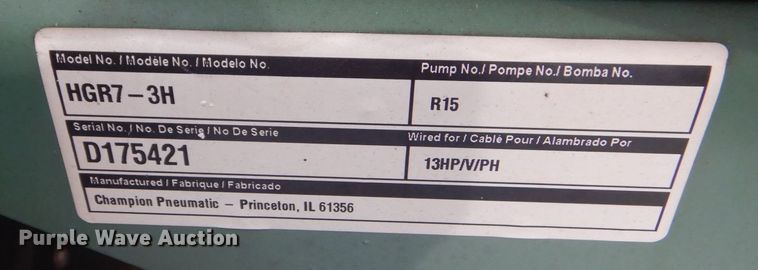 Model No. / Modèle No. / Modelo No.
HGR7-3H
Pump No./ Pompe No./ Bomba No.
R15
Serial No. / No. De Serie / No De Serie
D175421
Wired for / Cablé Pour / Alambrado Por
13HP/V/PH
Manufactured / Fabrique / Fabricado
Champion Pneumatic – Princeton, IL 61356
Purple Wave Auction